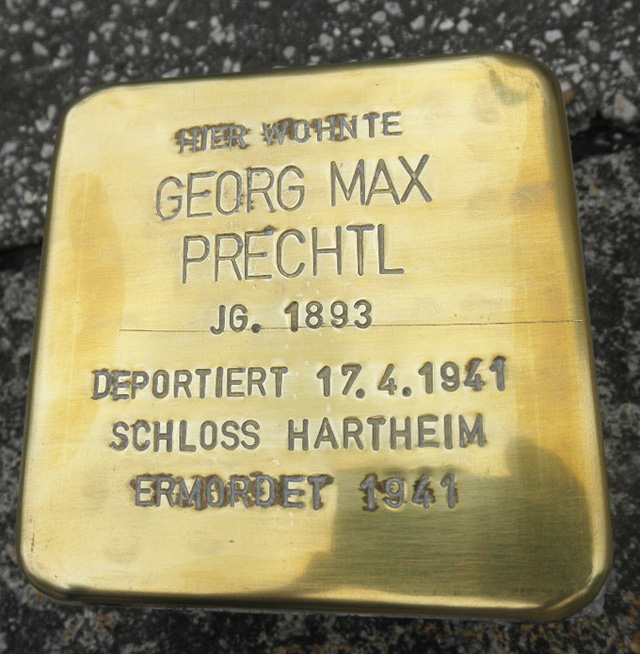 HIER WOHNTE
GEORG MAX
PRECHTL
JG. 1893
DEPORTIERT 17.4.1941
SCHLOSS HARTHEIM
ERMORDET 1941